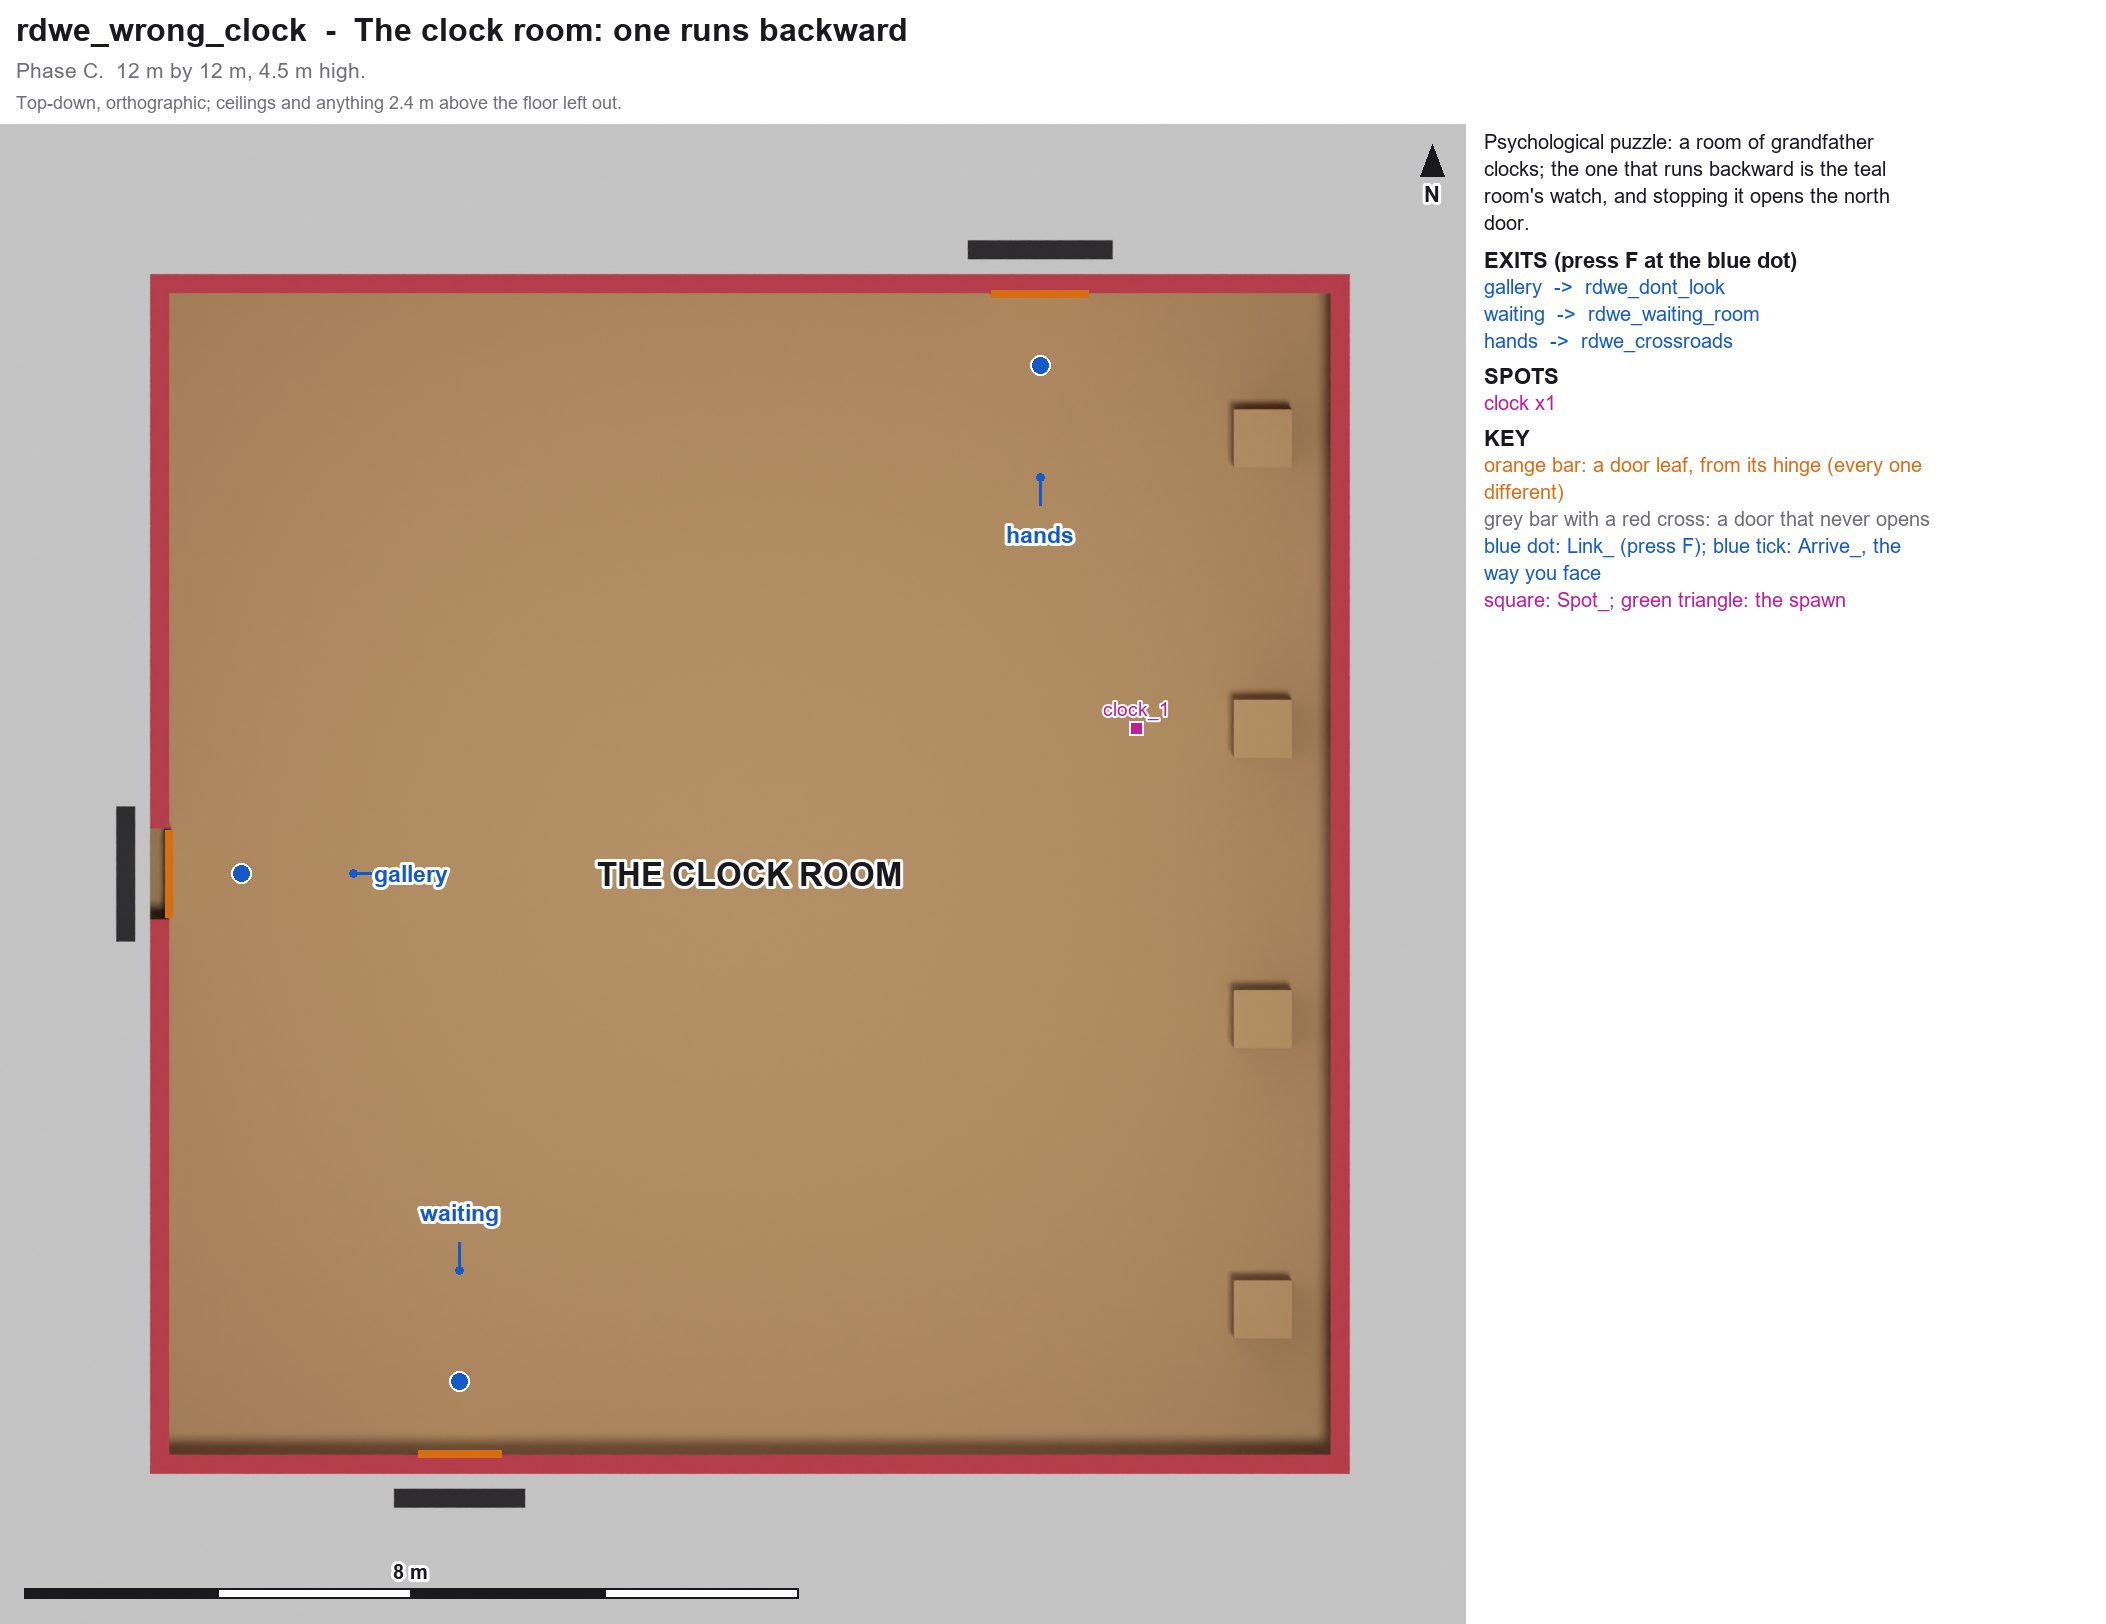 rdwe_wrong_clock  -  The clock room: one runs backward
Phase C.  12 m by 12 m, 4.5 m high.
Top-down, orthographic; ceilings and anything 2.4 m above the floor left out.
N
hands
clock_1
gallery
THE CLOCK ROOM
waiting
8 m
Psychological puzzle: a room of grandfather
clocks; the one that runs backward is the teal
room's watch, and stopping it opens the north
door.
EXITS (press F at the blue dot)
gallery  ->  rdwe_dont_look
waiting  ->  rdwe_waiting_room
hands  ->  rdwe_crossroads
SPOTS
clock x1
KEY
orange bar: a door leaf, from its hinge (every one
different)
grey bar with a red cross: a door that never opens
blue dot: Link_ (press F); blue tick: Arrive_, the
way you face
square: Spot_; green triangle: the spawn